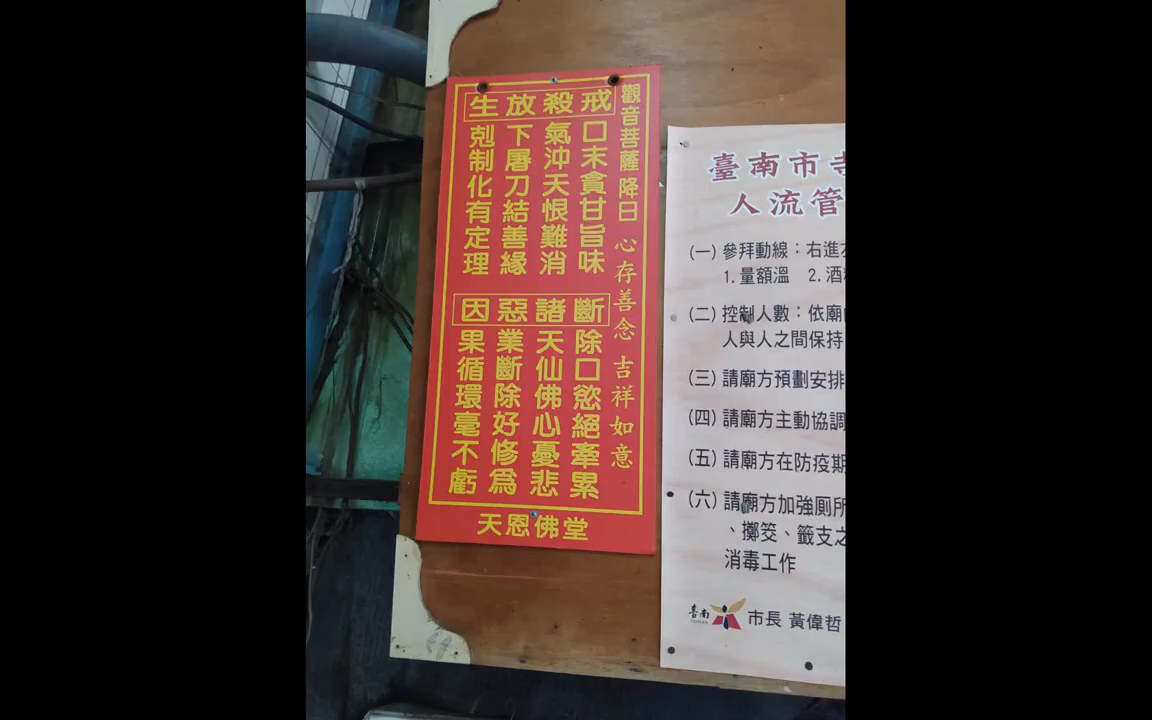 觀音菩薩降日 心存善念 吉祥如意
戒殺放生
口末貪甘旨味
氣沖天恨難消
下屠刀結善緣
剋制化有定理
斷諸惡因
除口慾絕牽累
天仙佛心憂悲
業斷除好修為
果循環毫不虧
天恩佛堂
臺南市寺
人流管
(一) 參拜動線：右進左
1.量額溫 2.酒精
(二) 控制人數：依廟
人與人之間保持
(三) 請廟方預劃安排
(四) 請廟方主動協調
(五) 請廟方在防疫期
(六) 請廟方加強廁所
、擲筊、籤支之
消毒工作
臺南
市長 黃偉哲